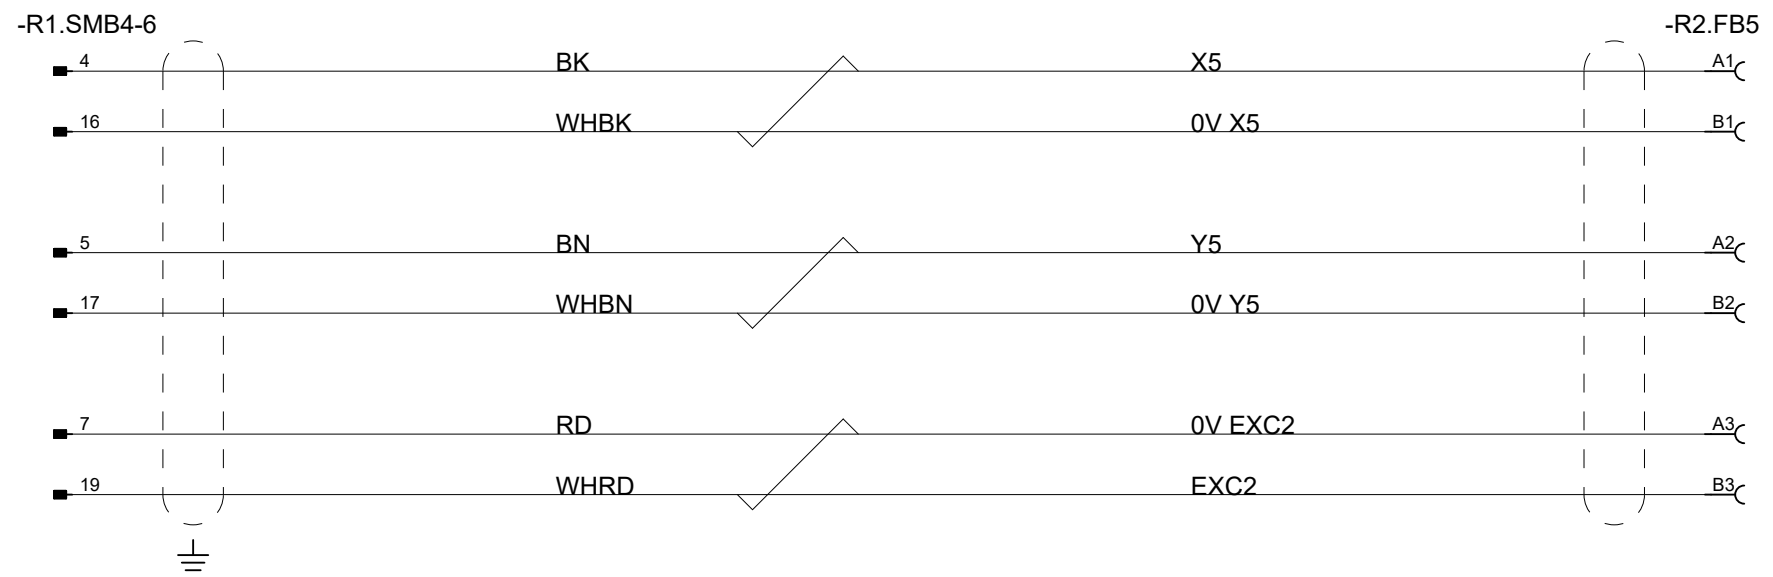 -R1.SMB4-6 -R2.FB5
4 BK X5 A1
16 WHBK 0V X5 B1
5 BN Y5 A2
17 WHBN 0V Y5 B2
7 RD 0V EXC2 A3
19 WHRD EXC2 B3